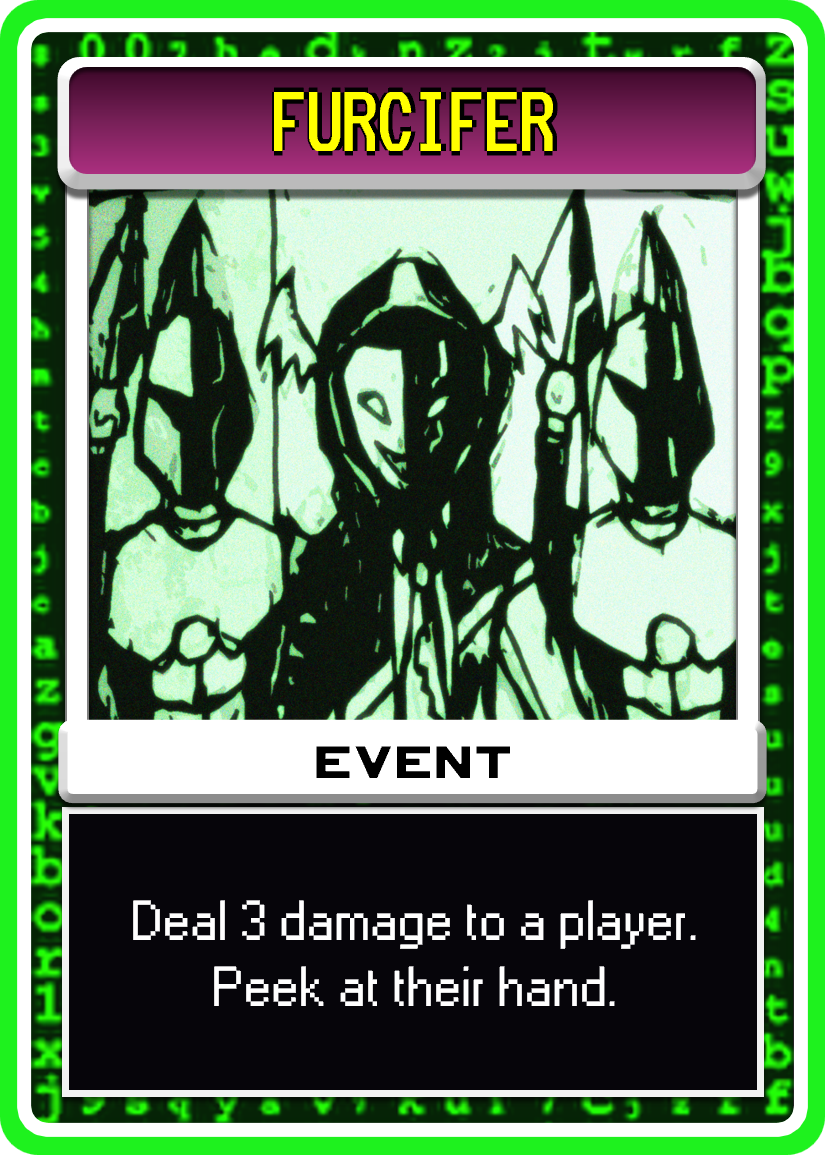 FURCIFER
EVENT
Deal 3 damage to a player.
Peek at their hand.